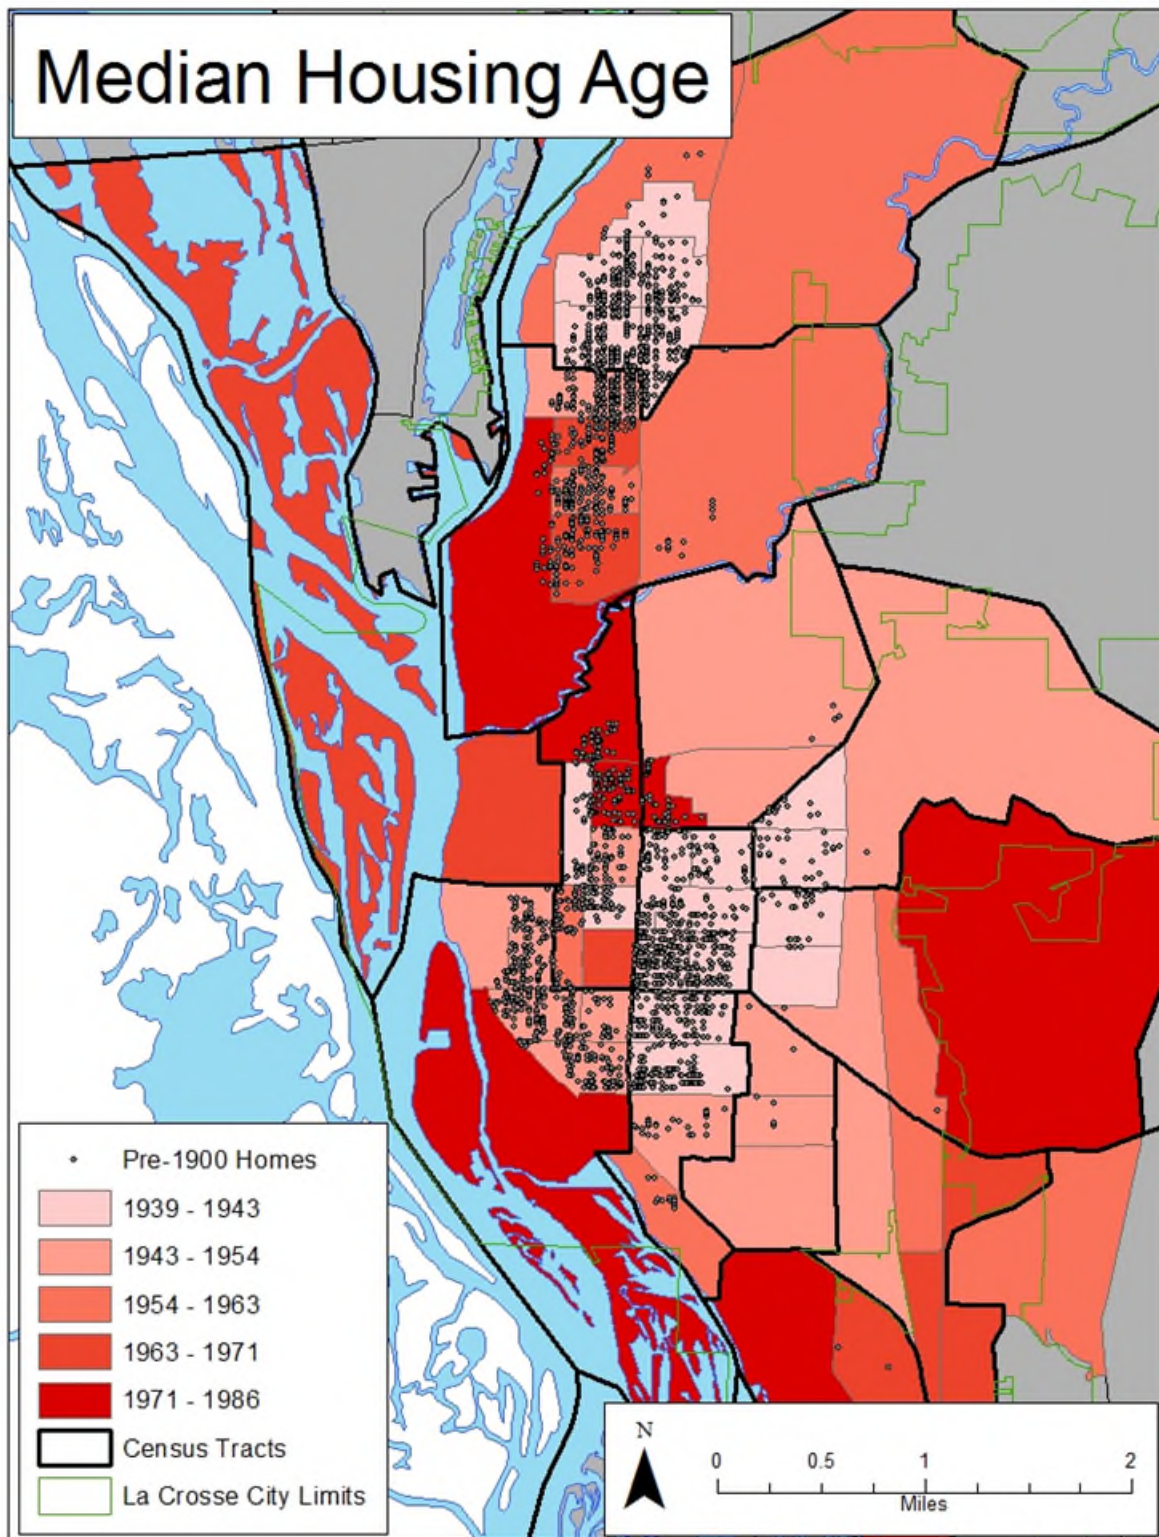 Median Housing Age
Pre-1900 Homes
1939 - 1943
1943 - 1954
1954 - 1963
1963 - 1971
1971 - 1986
Census Tracts
La Crosse City Limits
N
0 0.5 1 2
Miles